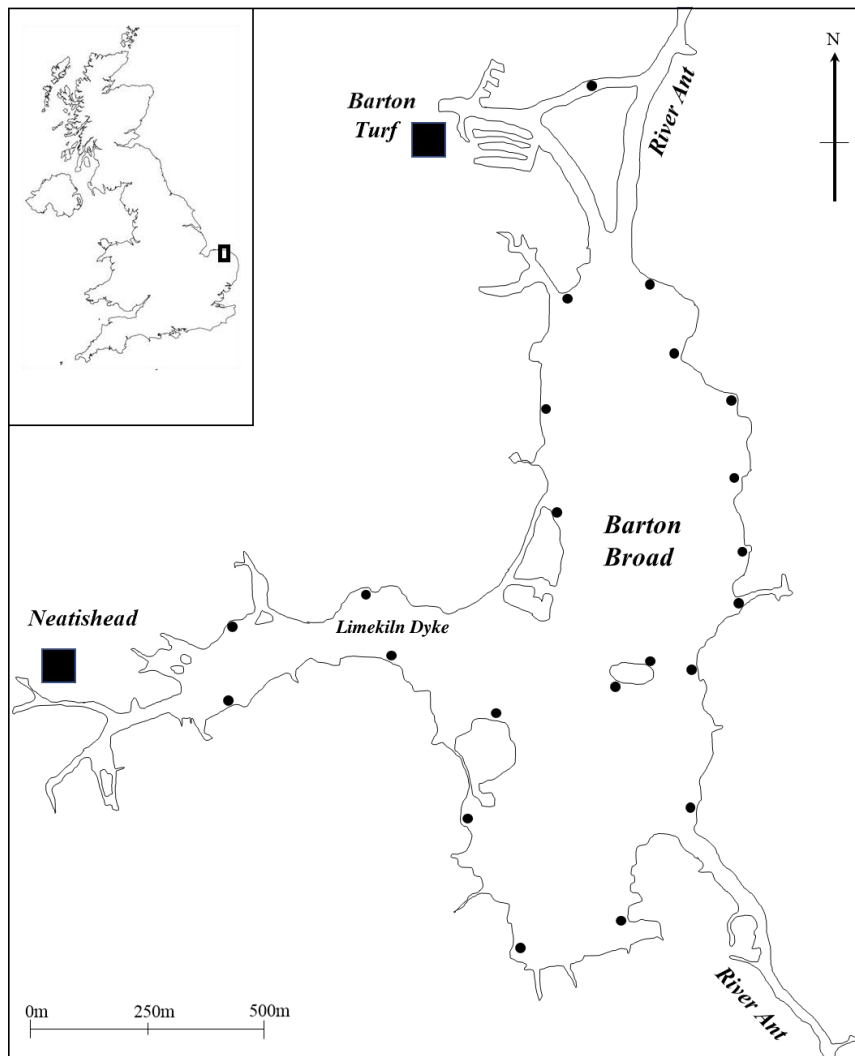 N
Barton
Turf
River Ant
Barton
Broad
Neatishead
Limekiln Dyke
River Ant
0m 250m 500m